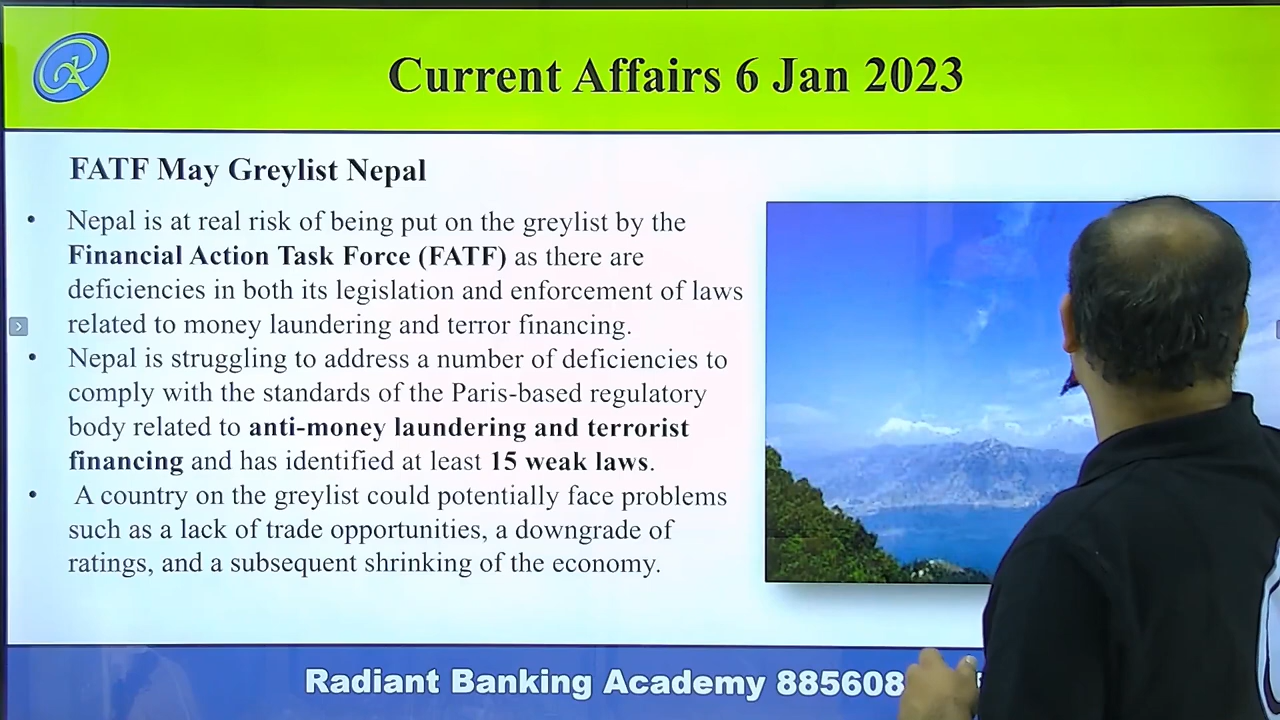 Current Affairs 6 Jan 2023
FATF May Greylist Nepal
• Nepal is at real risk of being put on the greylist by the
Financial Action Task Force (FATF) as there are
deficiencies in both its legislation and enforcement of laws
related to money laundering and terror financing.
• Nepal is struggling to address a number of deficiencies to
comply with the standards of the Paris-based regulatory
body related to anti-money laundering and terrorist
financing and has identified at least 15 weak laws.
• A country on the greylist could potentially face problems
such as a lack of trade opportunities, a downgrade of
ratings, and a subsequent shrinking of the economy.
Radiant Banking Academy 885608